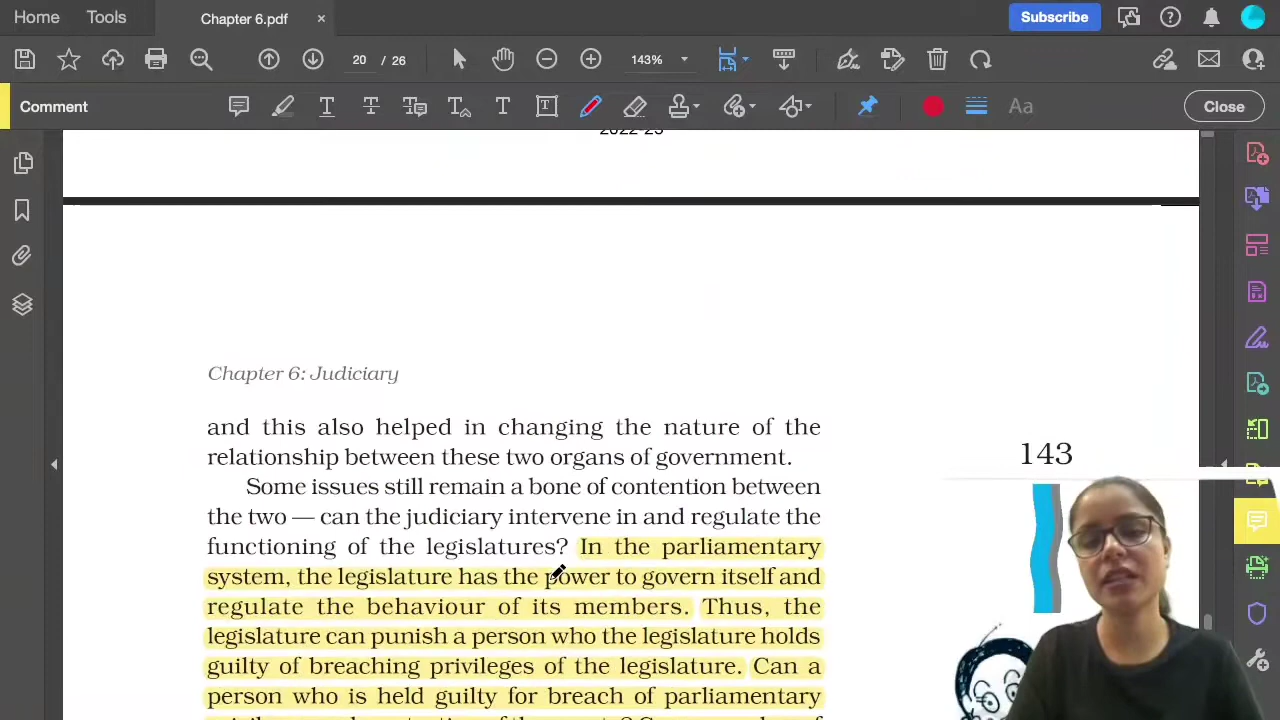 Home Tools Chapter 6.pdf × Subscribe
20 / 26 143%
Comment Aa Close
2022-23
Chapter 6: Judiciary
and this also helped in changing the nature of the
relationship between these two organs of government.
143
Some issues still remain a bone of contention between
the two — can the judiciary intervene in and regulate the
functioning of the legislatures? In the parliamentary
system, the legislature has the power to govern itself and
regulate the behaviour of its members. Thus, the
legislature can punish a person who the legislature holds
guilty of breaching privileges of the legislature. Can a
person who is held guilty for breach of parliamentary